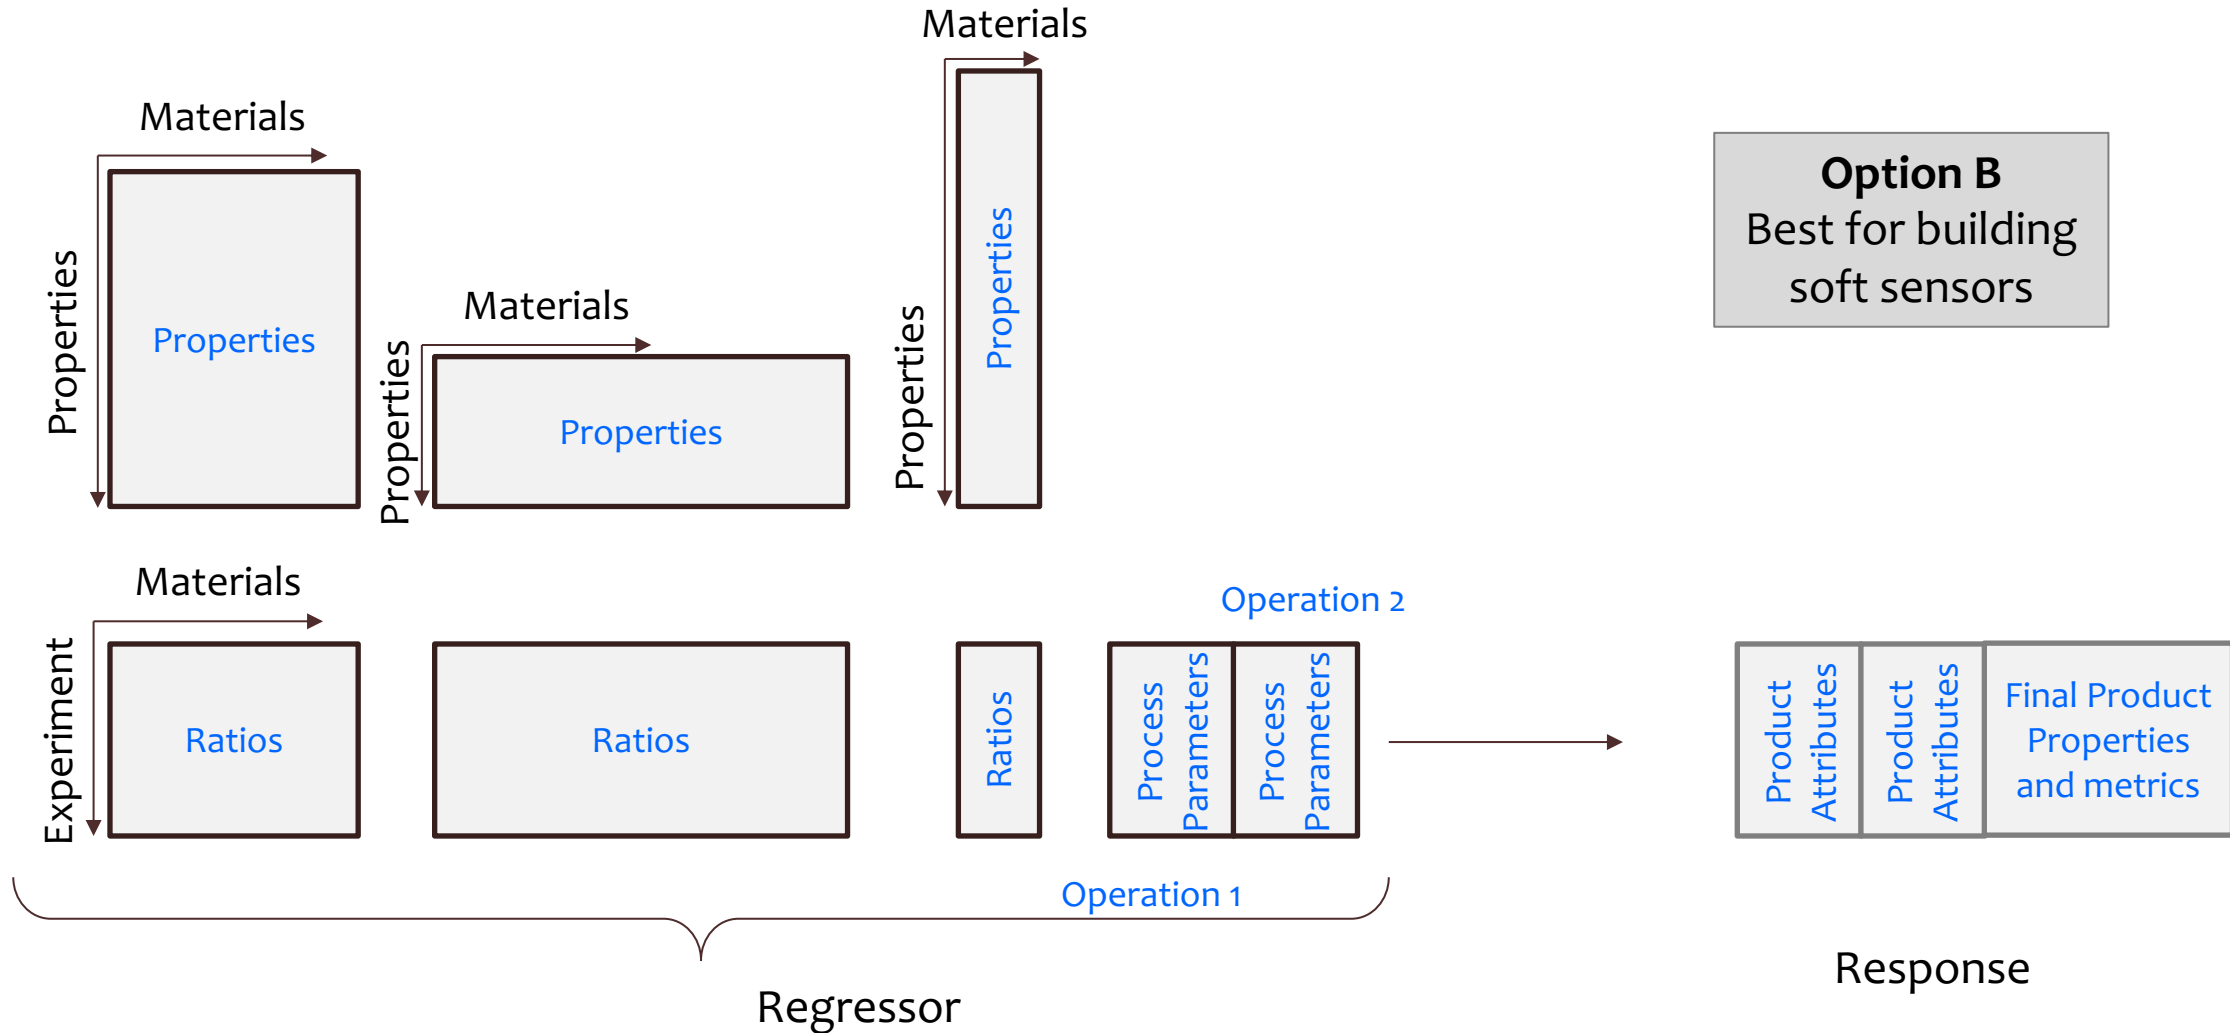 Materials
Materials
Properties
Properties
Properties
Properties
Materials
Properties
Properties
Properties
Option B
Best for building
soft sensors
Materials
Experiment
Ratios
Ratios
Ratios
Operation 2
Process
Parameters
Process
Parameters
Operation 1
Regressor
Product
Attributes
Product
Attributes
Final Product
Properties
and metrics
Response